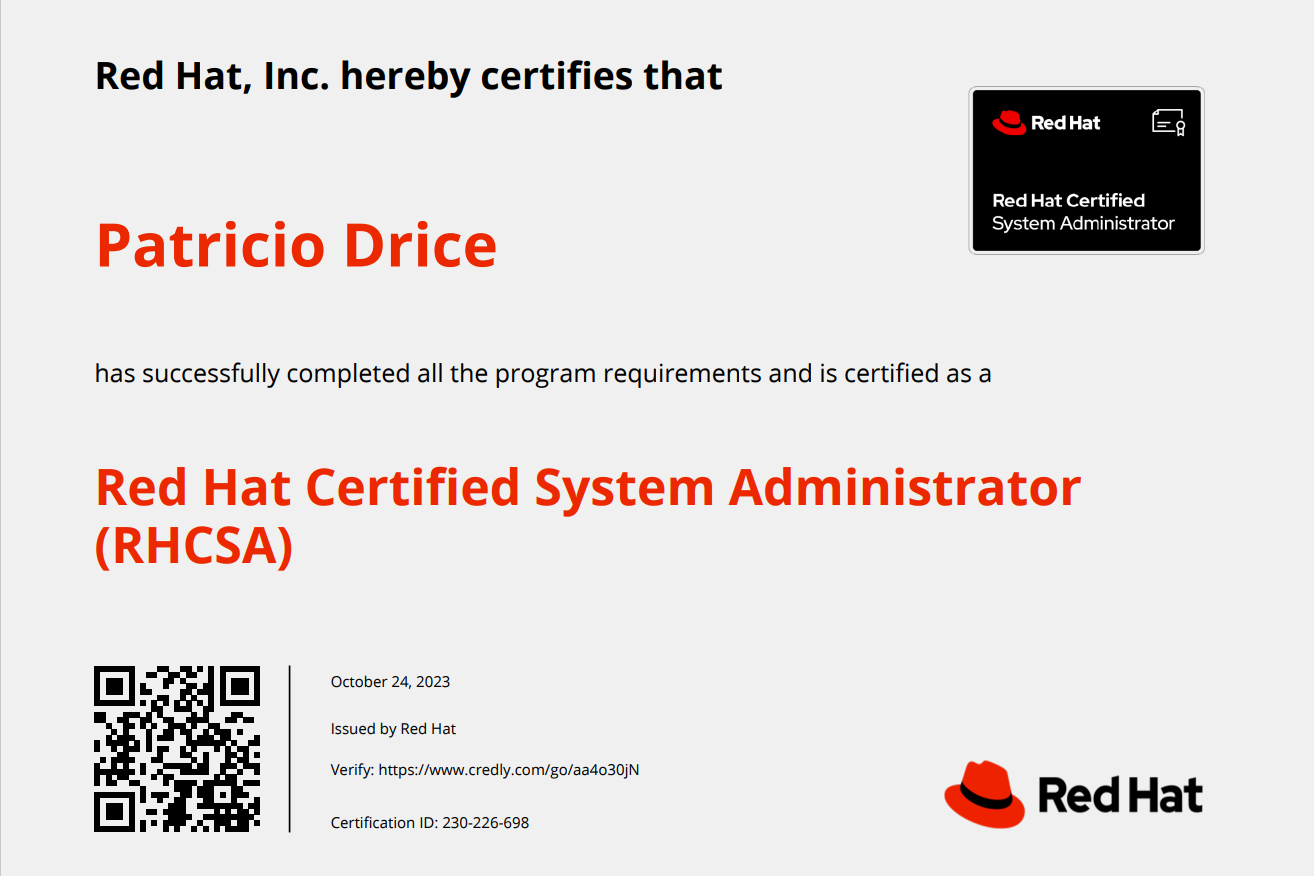 Red Hat, Inc. hereby certifies that
Red Hat
Red Hat Certified
System Administrator
Patricio Drice
has successfully completed all the program requirements and is certified as a
Red Hat Certified System Administrator
(RHCSA)
October 24, 2023
Issued by Red Hat
Verify: https://www.credly.com/go/aa4o30jN
Certification ID: 230-226-698
Red Hat